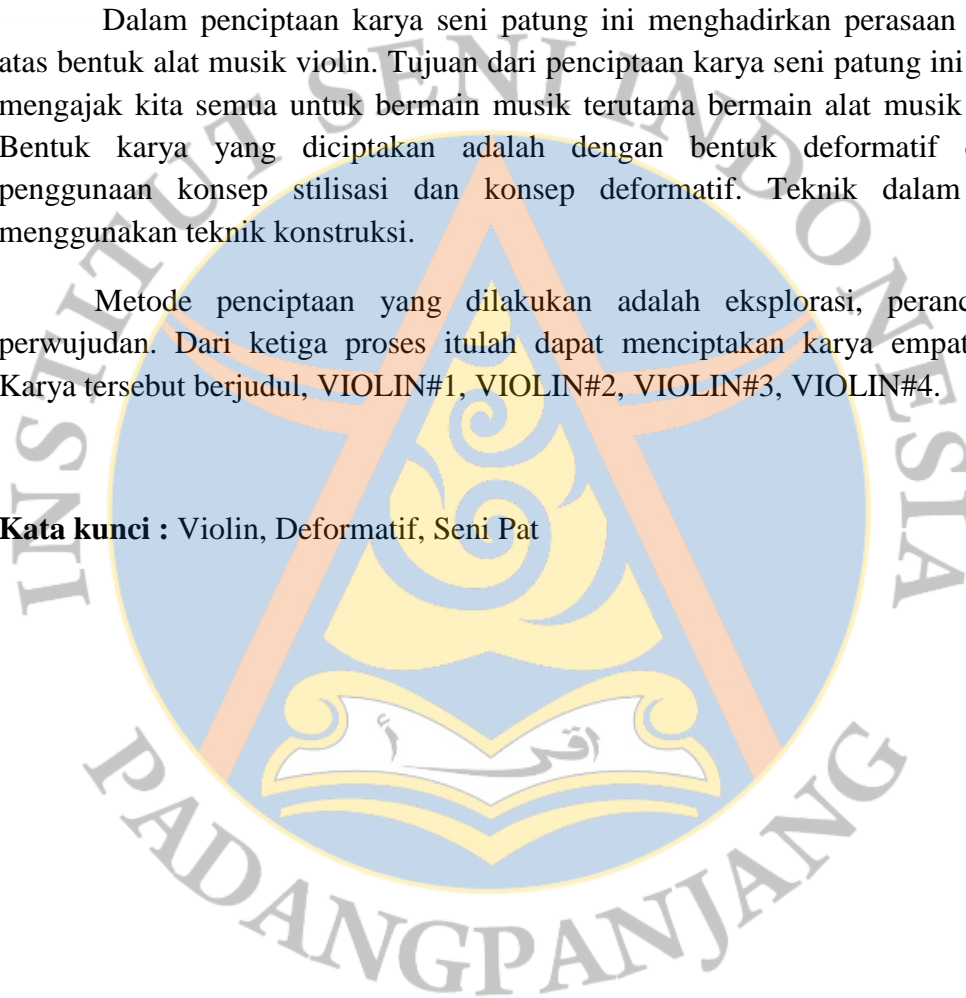 Dalam penciptaan karya seni patung ini menghadirkan perasaan
atas bentuk alat musik violin. Tujuan dari penciptaan karya seni patung ini
mengajak kita semua untuk bermain musik terutama bermain alat musik
Bentuk karya yang diciptakan adalah dengan bentuk deformatif
penggunaan konsep stilisasi dan konsep deformatif. Teknik dalam
menggunakan teknik konstruksi.
Metode penciptaan yang dilakukan adalah eksplorasi, peranc
perwujudan. Dari ketiga proses itulah dapat menciptakan karya empat
Karya tersebut berjudul, VIOLIN#1, VIOLIN#2, VIOLIN#3, VIOLIN#4.
Kata kunci : Violin, Deformatif, Seni Pat
INSTITUT SENI INDONESIA
اقرأ
PADANGPANJANG